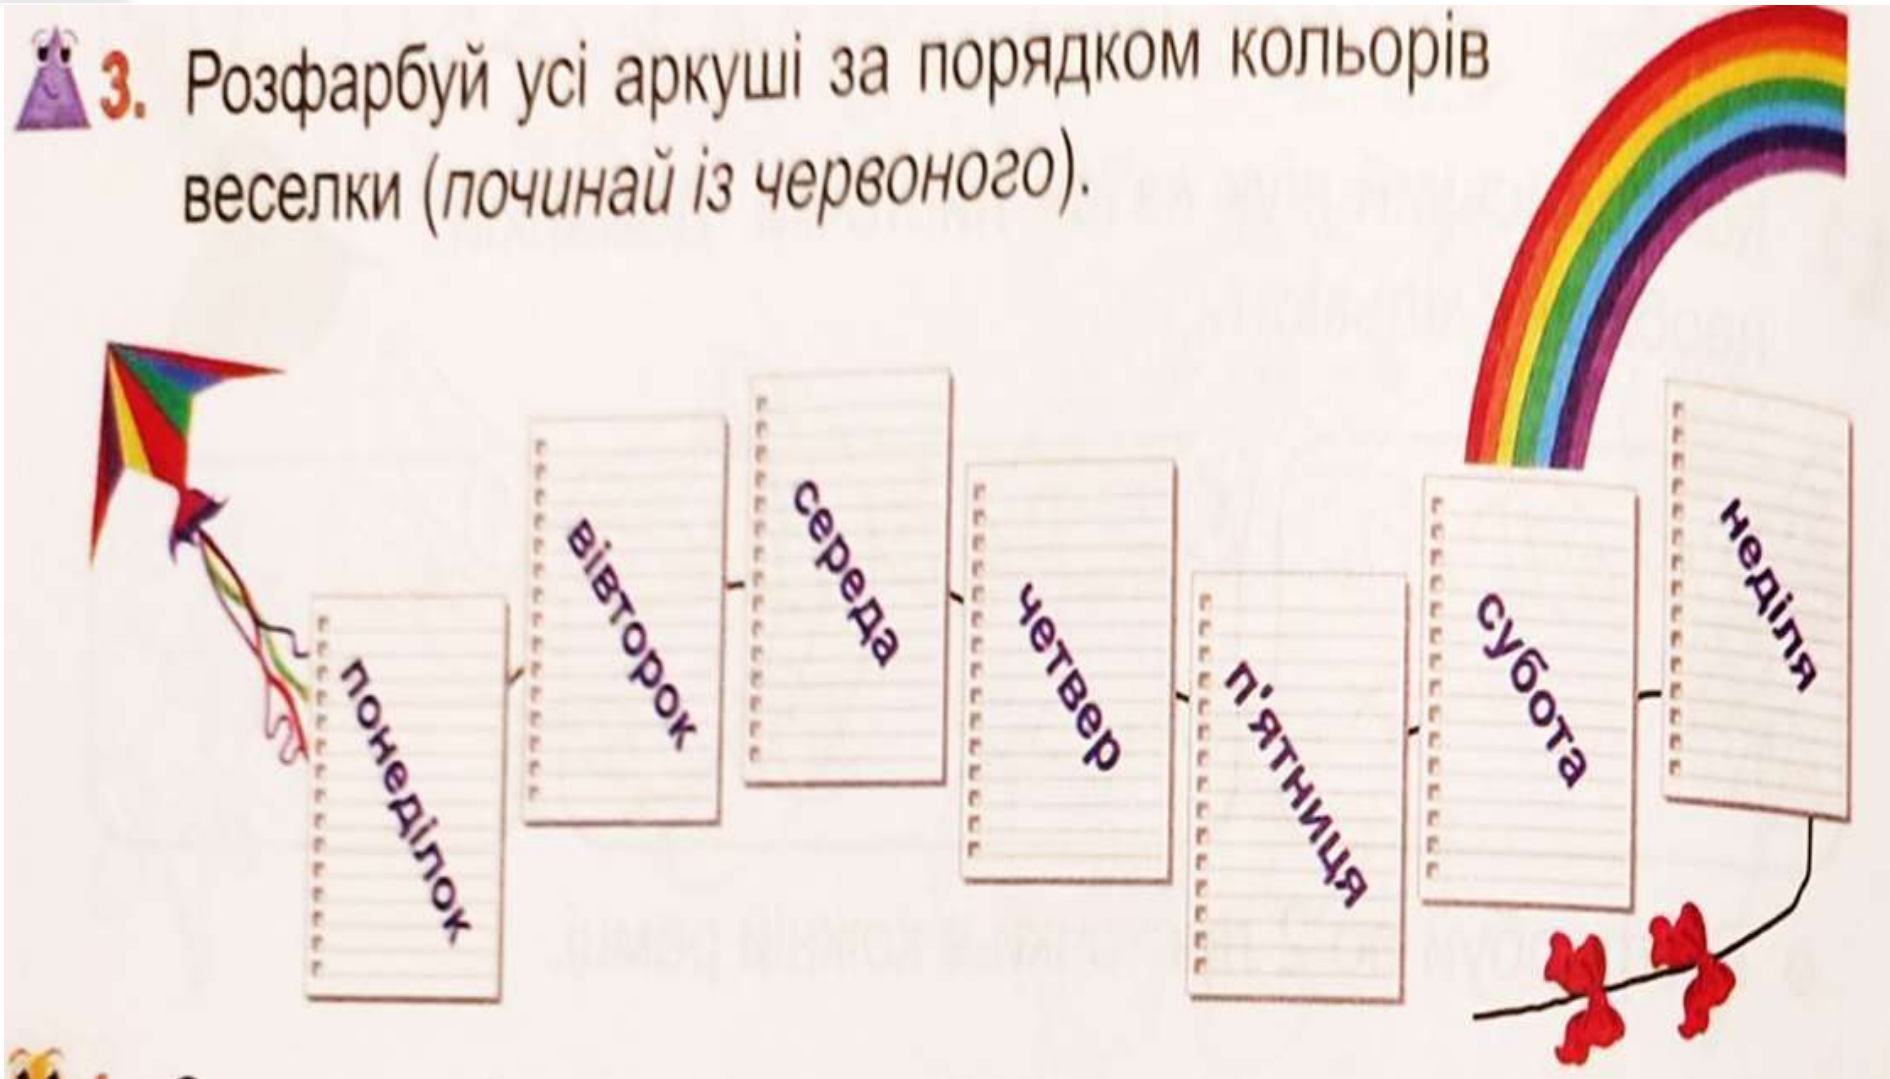 3. Розфарбуй усі аркуші за порядком кольорів
веселки (починай із червоного).
понеділок
вівторок
середа
четвер
п'ятниця
субота
неділя